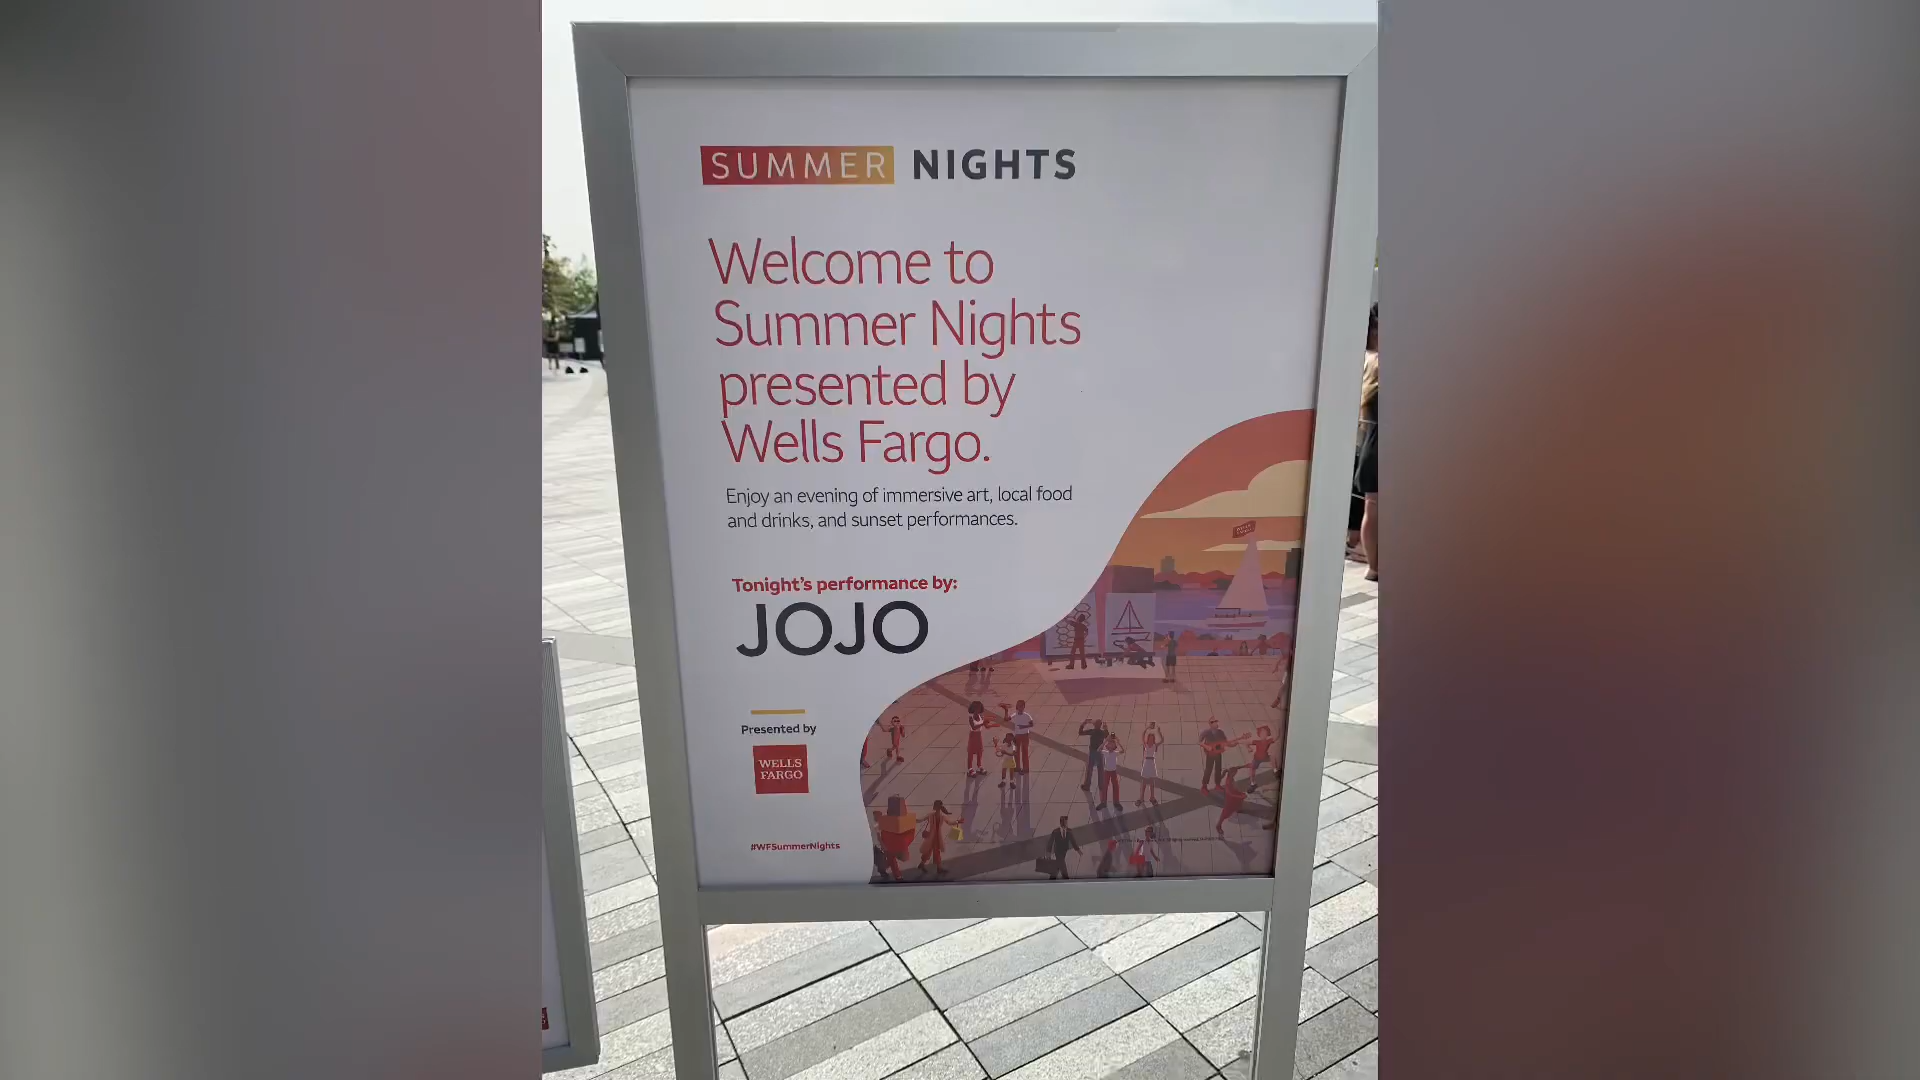 SUMMER NIGHTS
Welcome to
Summer Nights
presented by
Wells Fargo.
Enjoy an evening of immersive art, local food
and drinks, and sunset performances.
Tonight's performance by:
JOJO
Presented by
WELLS
FARGO
#WFSummerNights